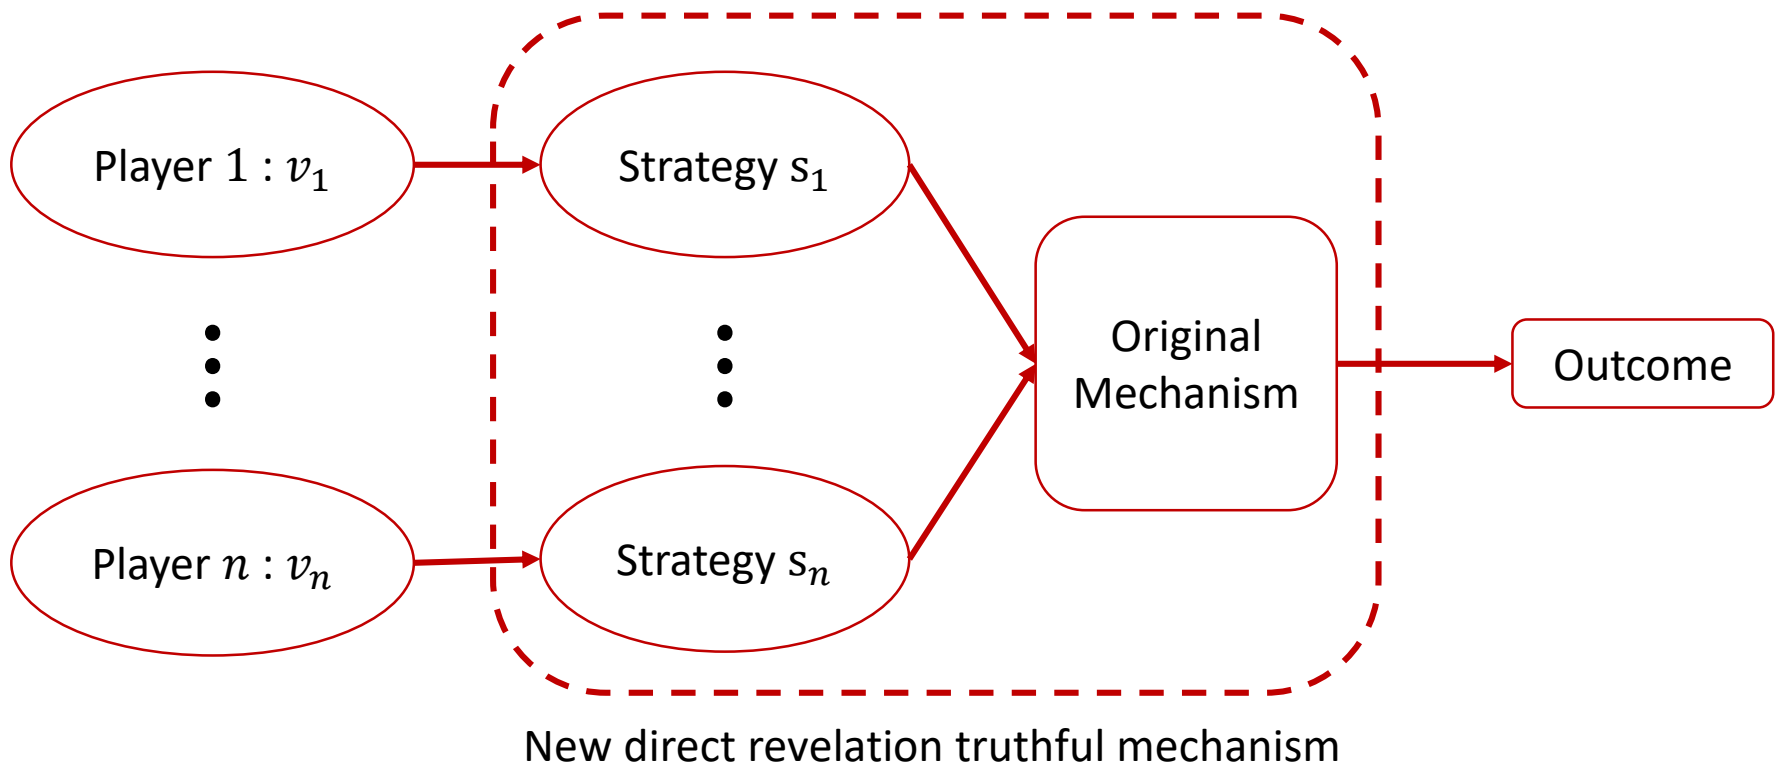 Player 1 : v₁
Strategy s₁
Original
Mechanism
Outcome
Player n : vₙ
Strategy sₙ
New direct revelation truthful mechanism